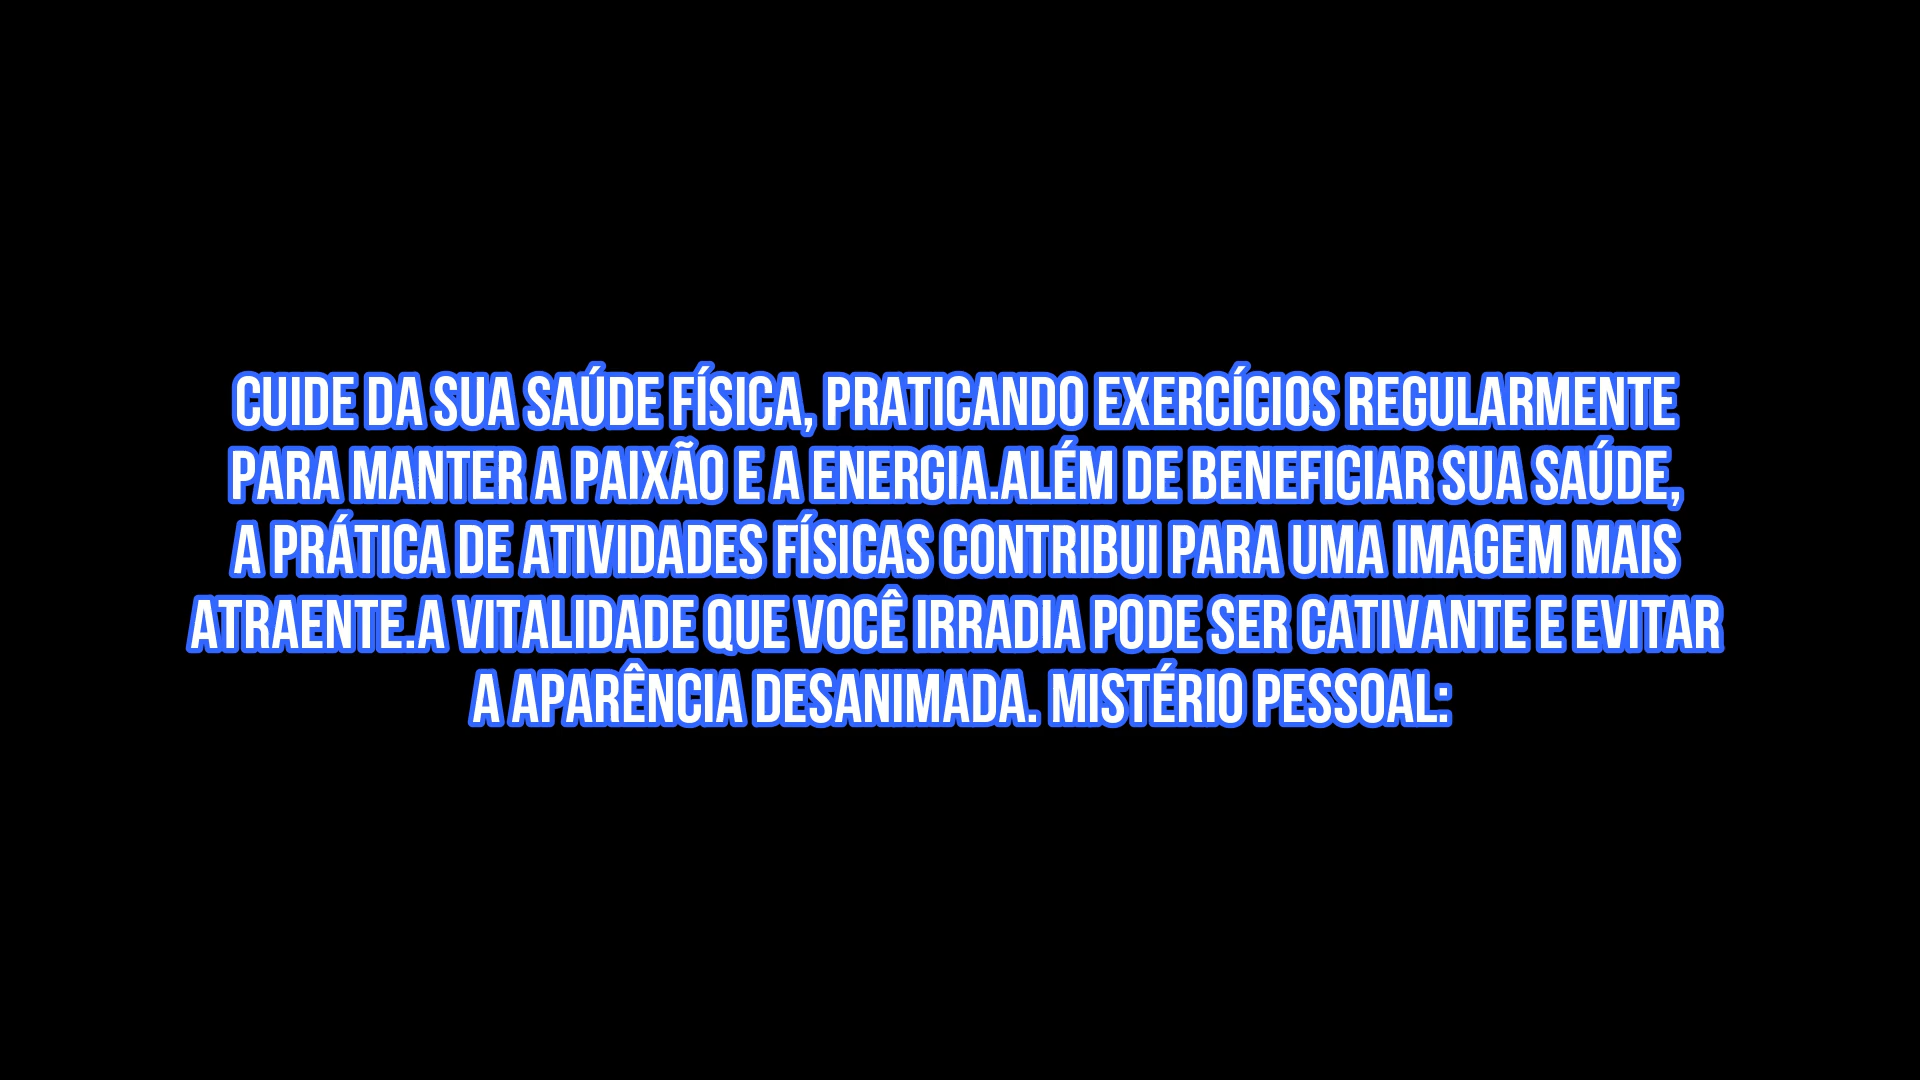 CUIDE DA SUA SAÚDE FÍSICA, PRATICANDO EXERCÍCIOS REGULARMENTE
PARA MANTER A PAIXÃO E A ENERGIA.ALÉM DE BENEFICIAR SUA SAÚDE,
A PRÁTICA DE ATIVIDADES FÍSICAS CONTRIBUI PARA UMA IMAGEM MAIS
ATRAENTE.A VITALIDADE QUE VOCÊ IRRADIA PODE SER CATIVANTE E EVITAR
A APARÊNCIA DESANIMADA. MISTÉRIO PESSOAL: